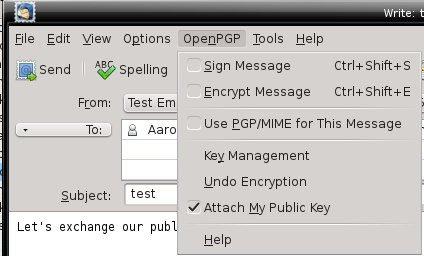 Write: t
File Edit View Options OpenPGP Tools Help
Send ABC Spelling
Sign Message Ctrl+Shift+S
Encrypt Message Ctrl+Shift+E
Use PGP/MIME for This Message
Key Management
Undo Encryption
Attach My Public Key
Help
From: Test Em
To: Aaro
Subject: test
Let's exchange our publ